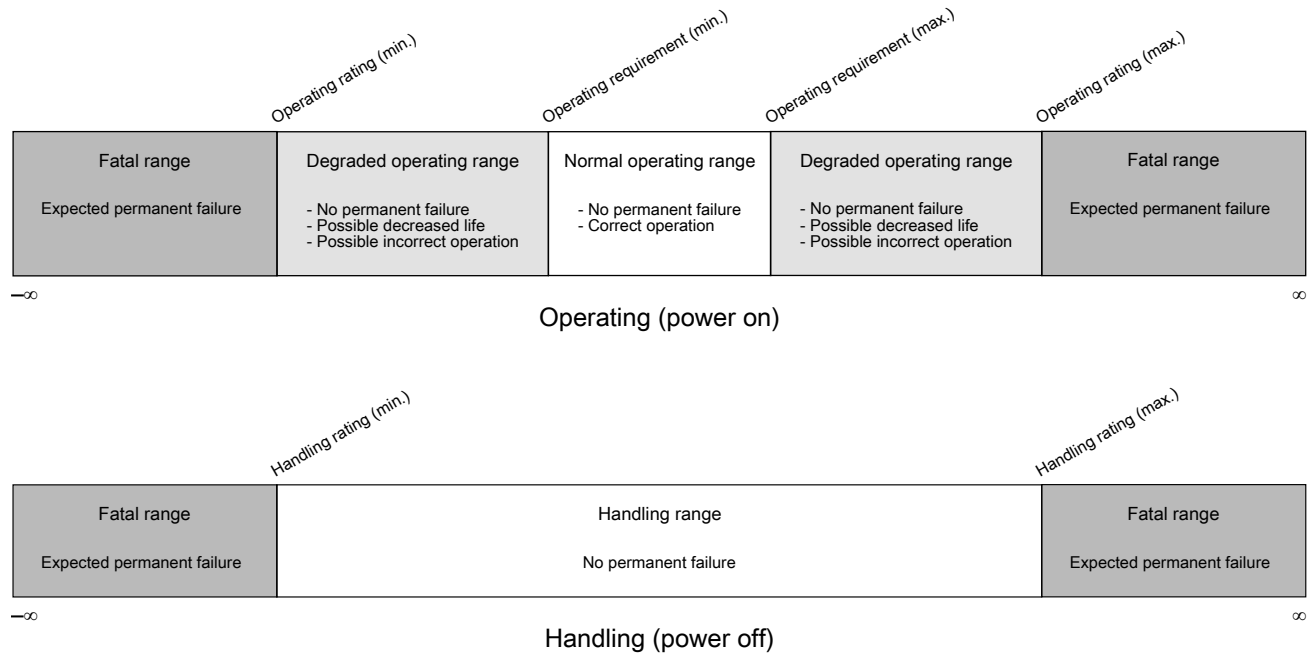 Operating rating (min.)
Operating requirement (min.)
Operating requirement (max.)
Operating rating (max.)
Fatal range
Expected permanent failure
Degraded operating range
- No permanent failure
- Possible decreased life
- Possible incorrect operation
Normal operating range
- No permanent failure
- Correct operation
Degraded operating range
- No permanent failure
- Possible decreased life
- Possible incorrect operation
Fatal range
Expected permanent failure
–∞
∞
Operating (power on)
Handling rating (min.)
Handling rating (max.)
Fatal range
Expected permanent failure
Handling range
No permanent failure
Fatal range
Expected permanent failure
–∞
∞
Handling (power off)